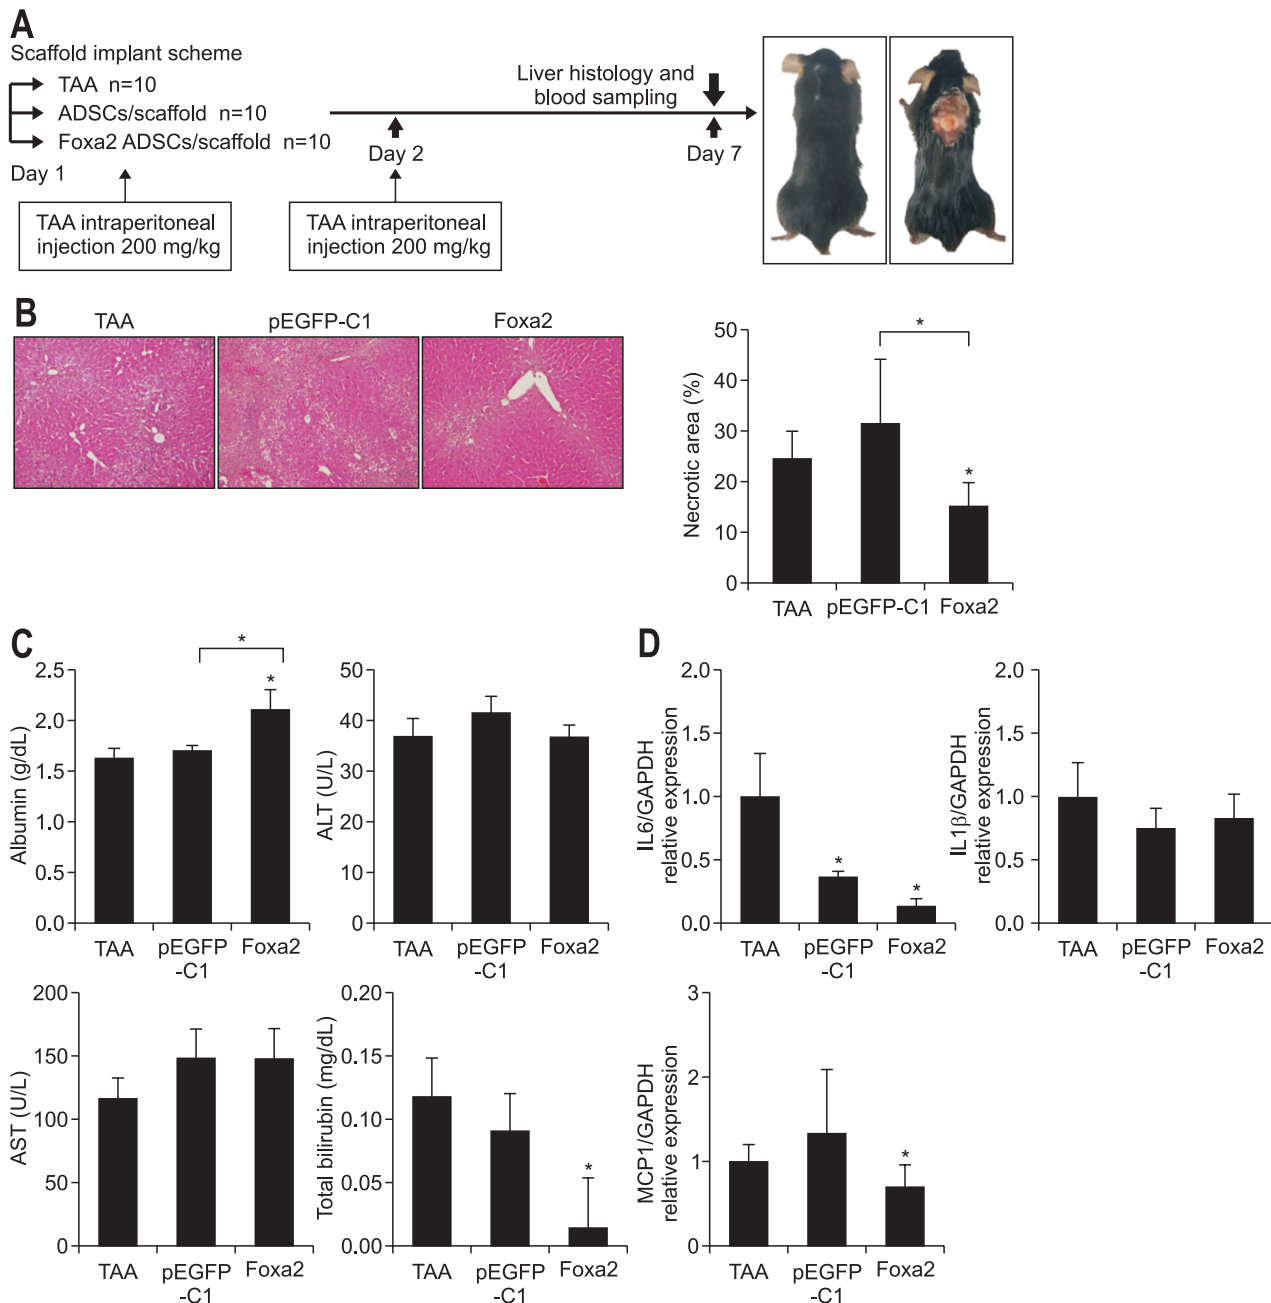 A
Scaffold implant scheme
TAA n=10
ADSCs/scaffold n=10
Foxa2 ADSCs/scaffold n=10
Day 1
Liver histology and
blood sampling
Day 2
Day 7
TAA intraperitoneal
injection 200 mg/kg
TAA intraperitoneal
injection 200 mg/kg
B
TAA
pEGFP-C1
Foxa2
Necrotic area (%)
50
40
30
20
10
0
*
*
TAA
pEGFP-C1
Foxa2
C
Albumin (g/dL)
2.5
2.0
1.5
1.0
0.5
0.0
*
*
TAA
pEGFP
-C1
Foxa2
ALT (U/L)
50
40
30
20
10
0
TAA
pEGFP
-C1
Foxa2
AST (U/L)
200
150
100
50
0
TAA
pEGFP
-C1
Foxa2
Total bilirubin (mg/dL)
0.20
0.15
0.10
0.05
0.00
*
TAA
pEGFP
-C1
Foxa2
D
IL6/GAPDH
relative expression
2.0
1.5
1.0
0.5
0.0
*
*
TAA
pEGFP
-C1
Foxa2
IL1β/GAPDH
relative expression
2.0
1.5
1.0
0.5
0.0
TAA
pEGFP
-C1
Foxa2
MCP1/GAPDH
relative expression
3
2
1
0
*
TAA
pEGFP
-C1
Foxa2